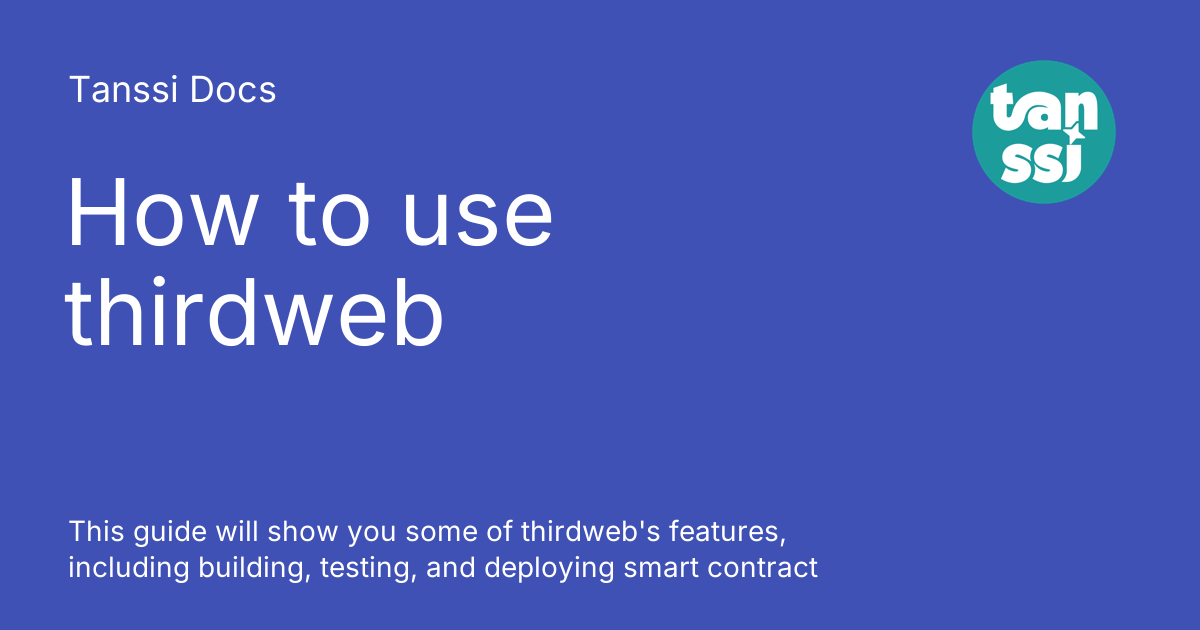 Tanssi Docs
tan
ssi
How to use
thirdweb
This guide will show you some of thirdweb's features,
including building, testing, and deploying smart contract